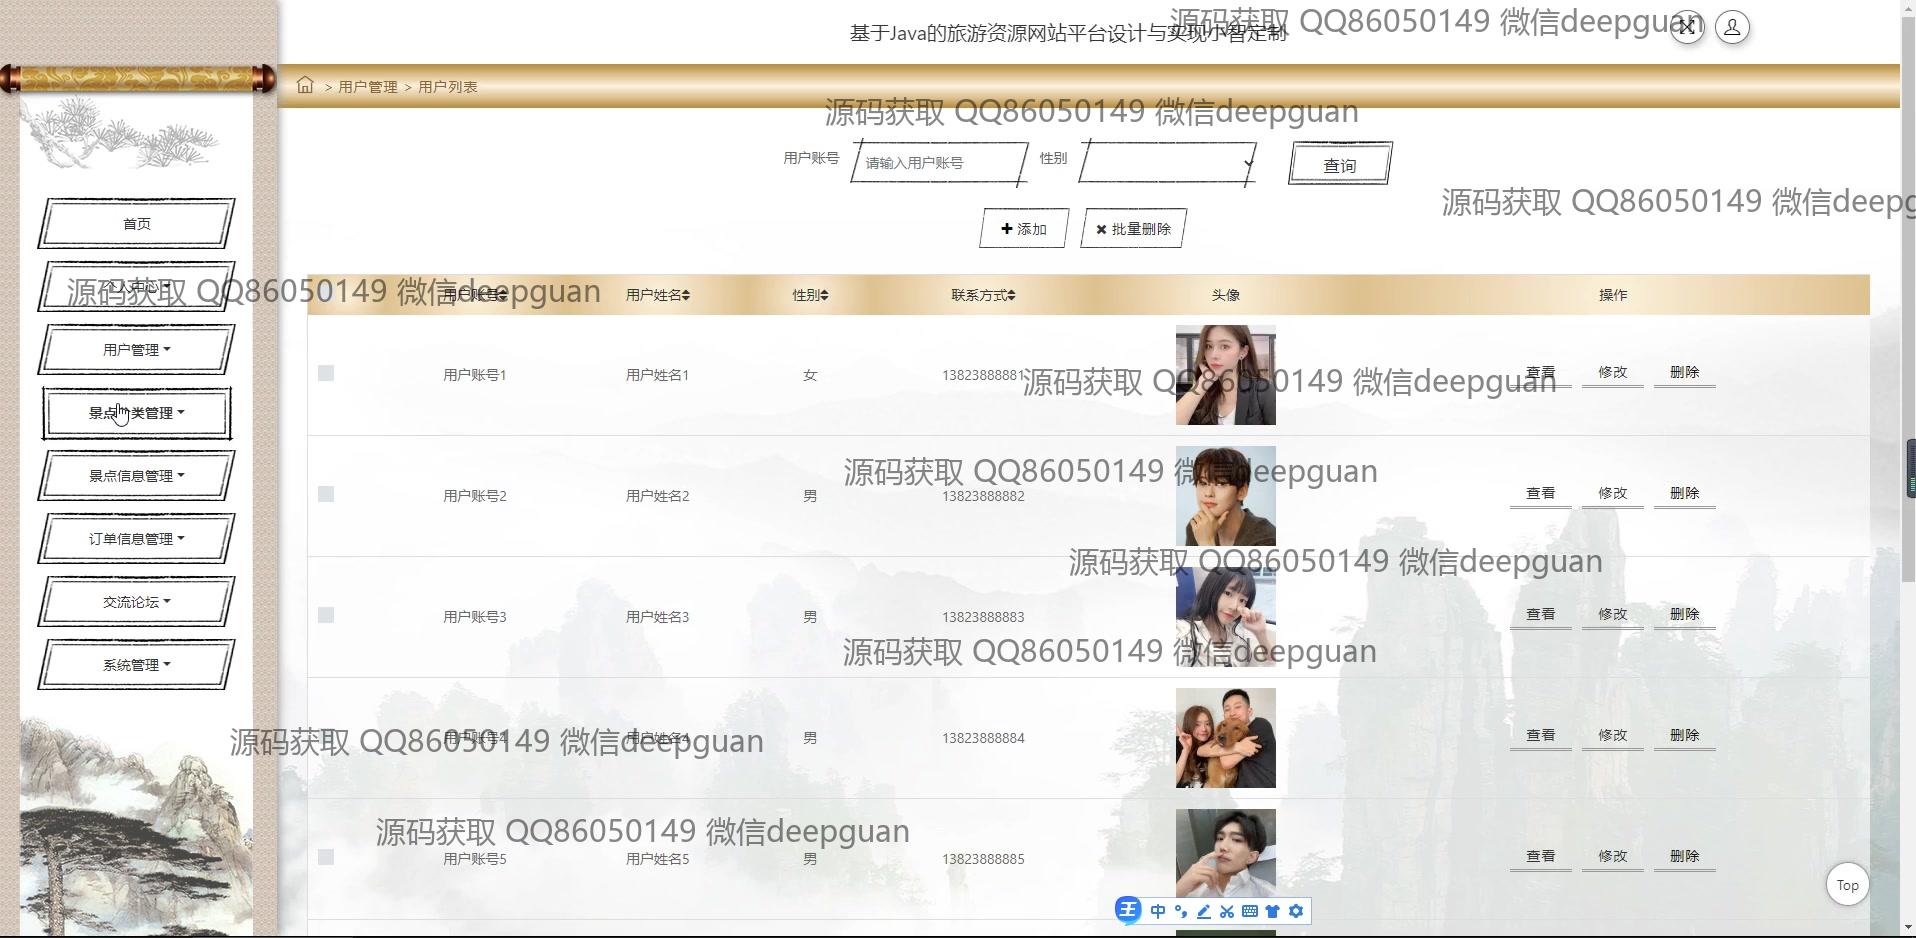 基于Java的旅游资源网站平台设计与实现小智定制
源码获取 QQ86050149 微信deepguan
> 用户管理 > 用户列表
源码获取 QQ86050149 微信deepguan
用户账号 请输入用户账号 性别 查询
源码获取 QQ86050149 微信deepg
添加 批量删除
首页
个人中心
用户管理
景点分类管理
景点信息管理
订单信息管理
交流论坛
系统管理
源码获取 QQ86050149 微信deepguan
用户账号 用户姓名 性别 联系方式 头像 操作
用户账号1 用户姓名1 女 13823888881 查看 修改 删除
源码获取 QQ86050149 微信deepguan
源码获取 QQ86050149 微信deepguan
用户账号2 用户姓名2 男 13823888882 查看 修改 删除
源码获取 QQ86050149 微信deepguan
用户账号3 用户姓名3 男 13823888883 查看 修改 删除
源码获取 QQ86050149 微信deepguan
用户账号4 用户姓名4 男 13823888884 查看 修改 删除
源码获取 QQ86050149 微信deepguan
源码获取 QQ86050149 微信deepguan
用户账号5 用户姓名5 男 13823888885 查看 修改 删除
Top
王 中